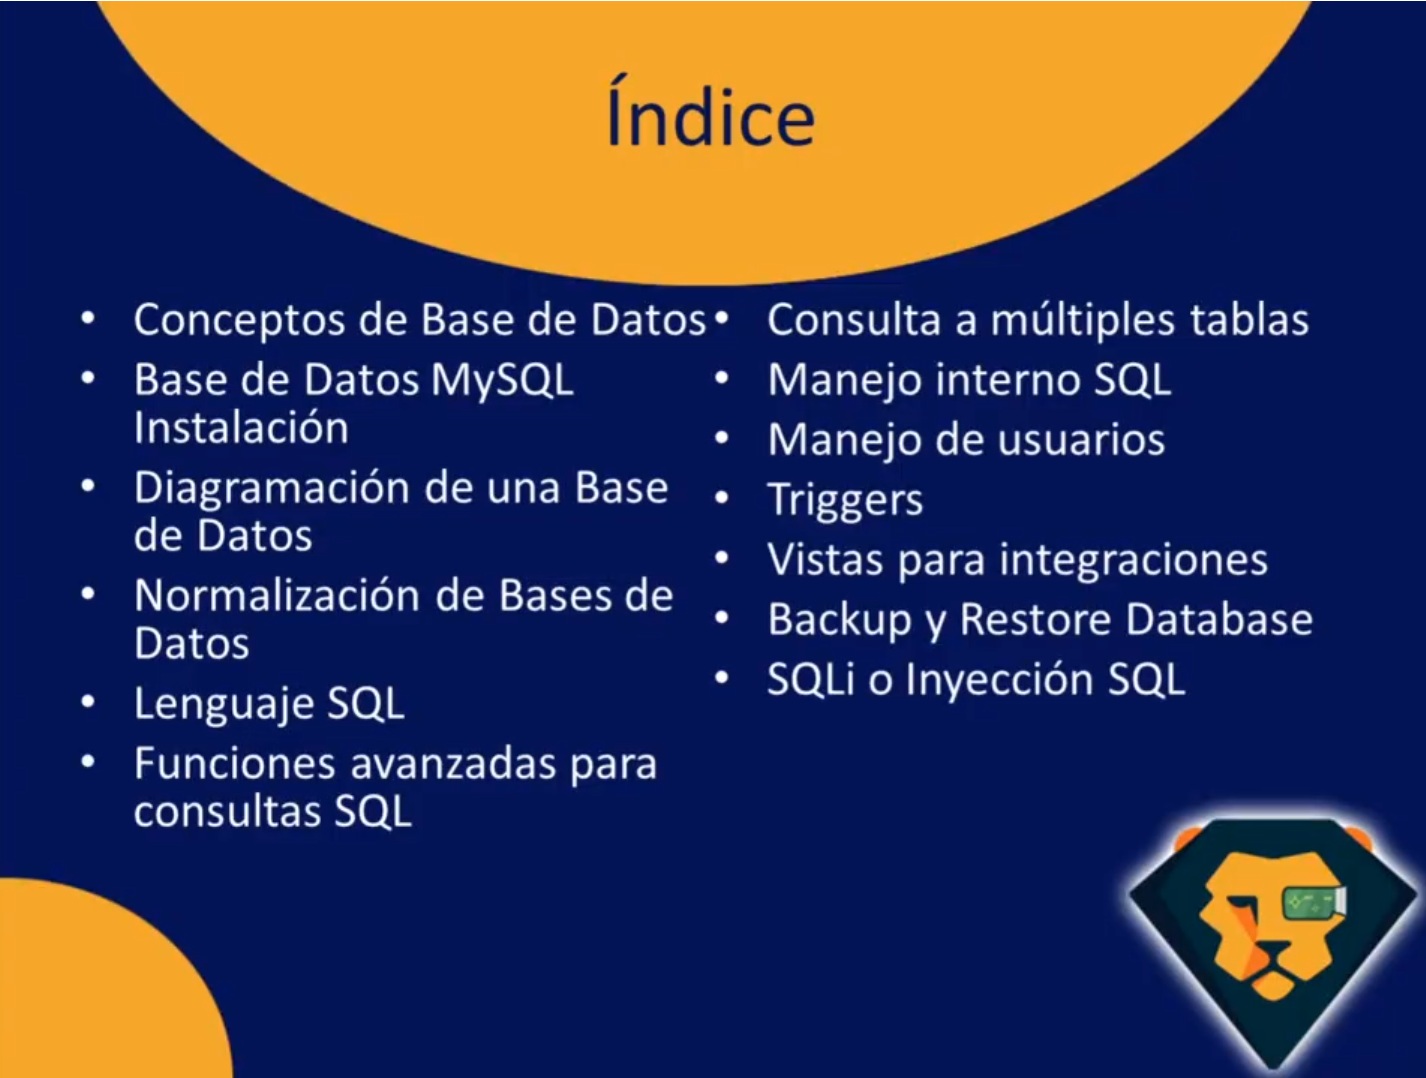 Índice
Conceptos de Base de Datos
Base de Datos MySQL
Instalación
Diagramación de una Base
de Datos
Normalización de Bases de
Datos
Lenguaje SQL
Funciones avanzadas para
consultas SQL
Consulta a múltiples tablas
Manejo interno SQL
Manejo de usuarios
Triggers
Vistas para integraciones
Backup y Restore Database
SQLi o Inyección SQL